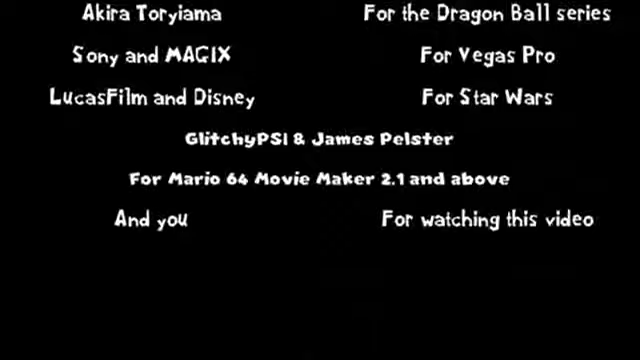 Akira Toryiama For the Dragon Ball series
Sony and MAGIX For Vegas Pro
LucasFilm and Disney For Star Wars
GlitchyPSI & James Pelster
For Mario 64 Movie Maker 2.1 and above
And you For watching this video